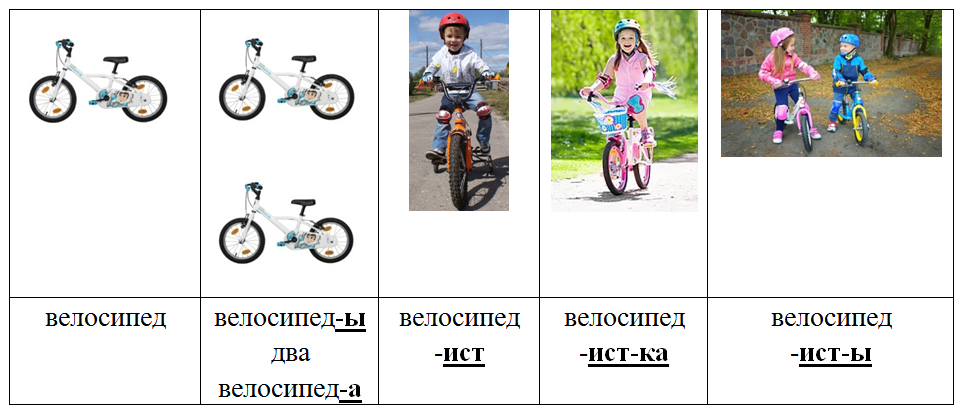 велосипед
велосипед-ы
два
велосипед-а
велосипед
-ист
велосипед
-ист-ка
велосипед
-ист-ы